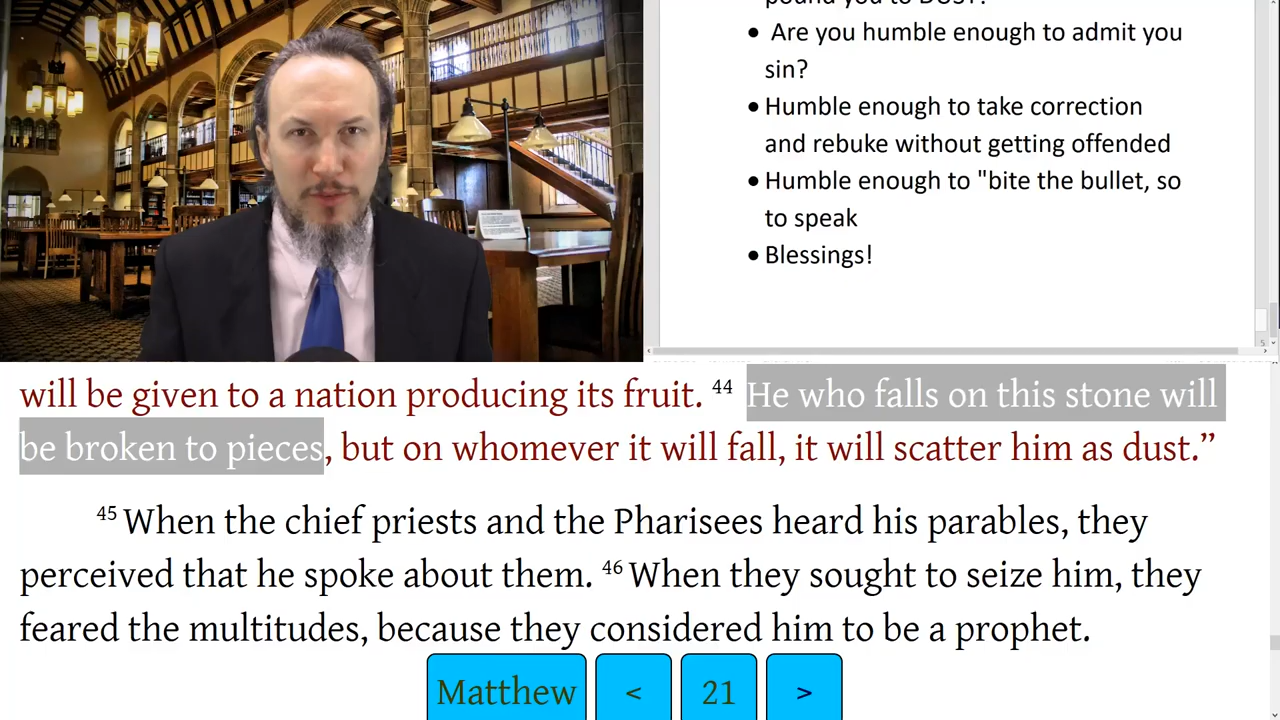 pound you to DUST?
• Are you humble enough to admit you
sin?
• Humble enough to take correction
and rebuke without getting offended
• Humble enough to "bite the bullet, so
to speak
• Blessings!
5
will be given to a nation producing its fruit. 44 He who falls on this stone will
be broken to pieces, but on whomever it will fall, it will scatter him as dust.”
45 When the chief priests and the Pharisees heard his parables, they
perceived that he spoke about them. 46 When they sought to seize him, they
feared the multitudes, because they considered him to be a prophet.
Matthew < 21 >